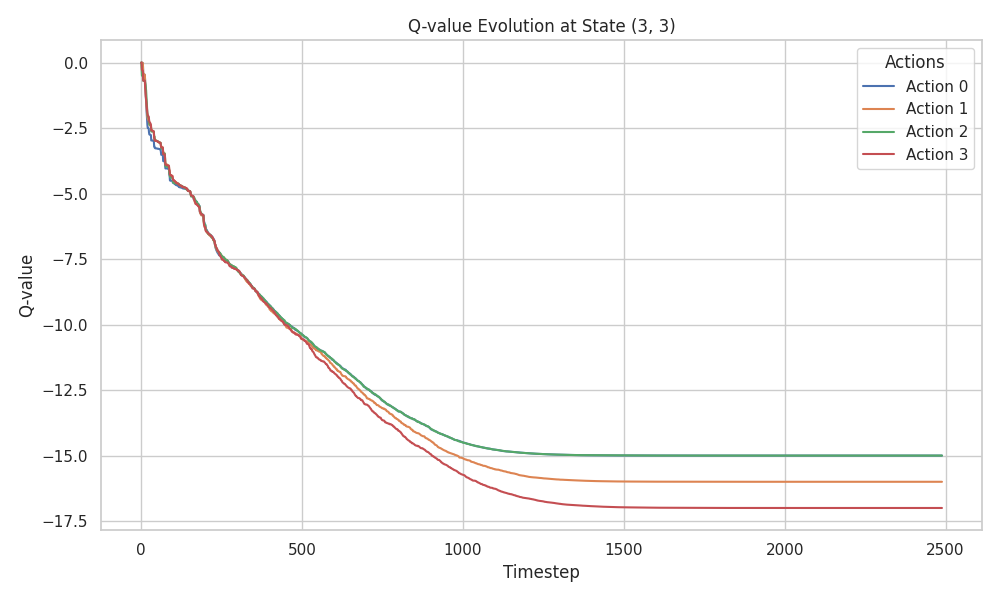 Q-value Evolution at State (3, 3)
Actions
Action 0
Action 1
Action 2
Action 3
Q-value
0.0
−2.5
−5.0
−7.5
−10.0
−12.5
−15.0
−17.5
0 500 1000 1500 2000 2500
Timestep